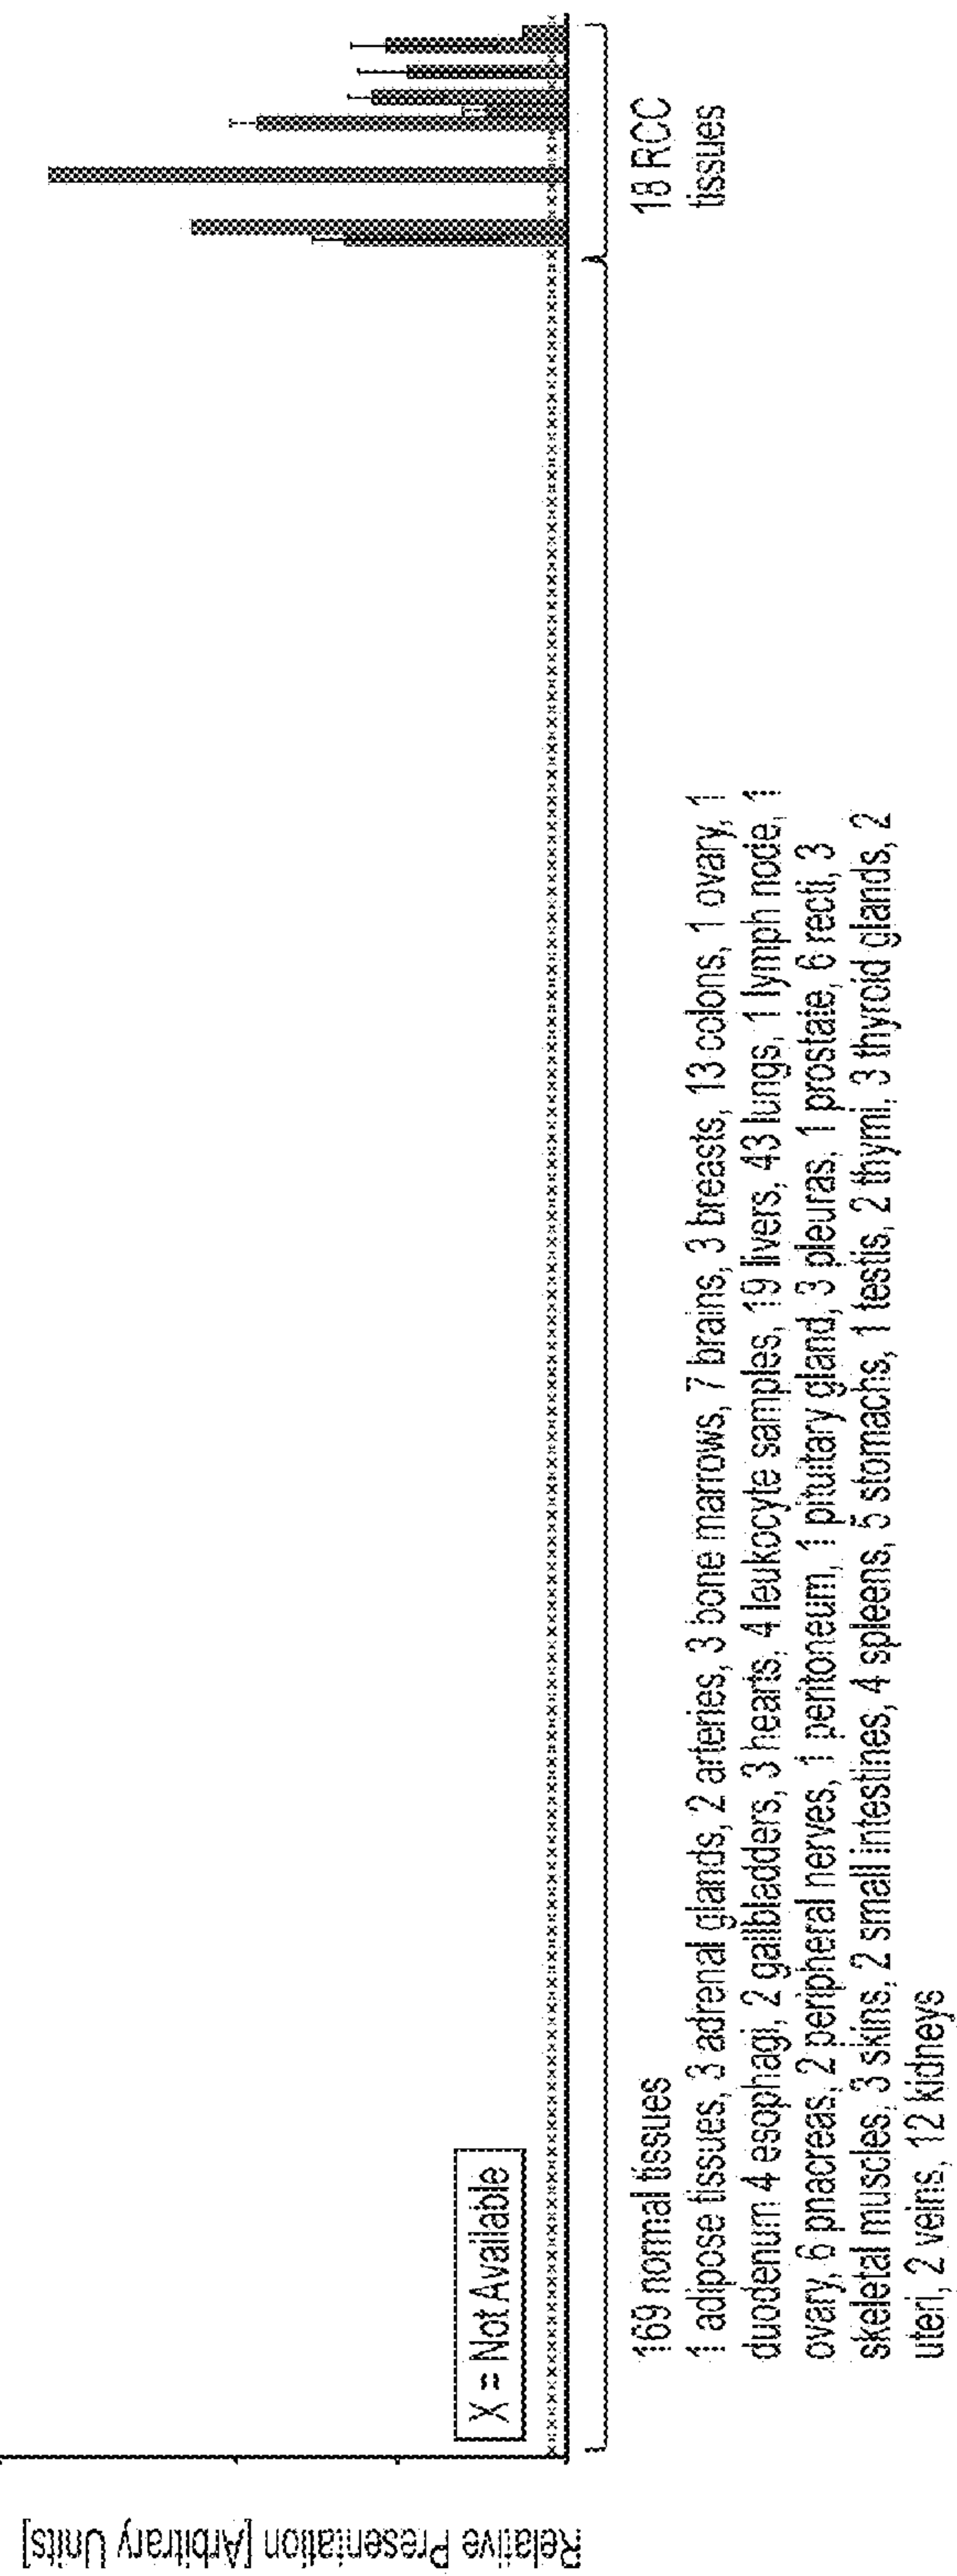 Relative Presentation [Arbitrary Units]
X = Not Available
169 normal tissues
1 adipose tissues, 3 adrenal glands, 2 arteries, 3 bone marrows, 7 brains, 3 breasts, 13 colons, 1 ovary, 1
duodenum 4 esophagi, 2 gallbladders, 3 hearts, 4 leukocyte samples, 19 livers, 43 lungs, 1 lymph node, 1
ovary, 6 pnacreas, 2 peripheral nerves, 1 peritoneum, 1 pituitary gland, 3 pleuras, 1 prostate, 6 recti, 3
skeletal muscles, 3 skins, 2 small intestines, 4 spleens, 5 stomachs, 1 testis, 2 thymi, 3 thyroid glands, 2
uteri, 2 veins, 12 kidneys
18 RCC
tissues